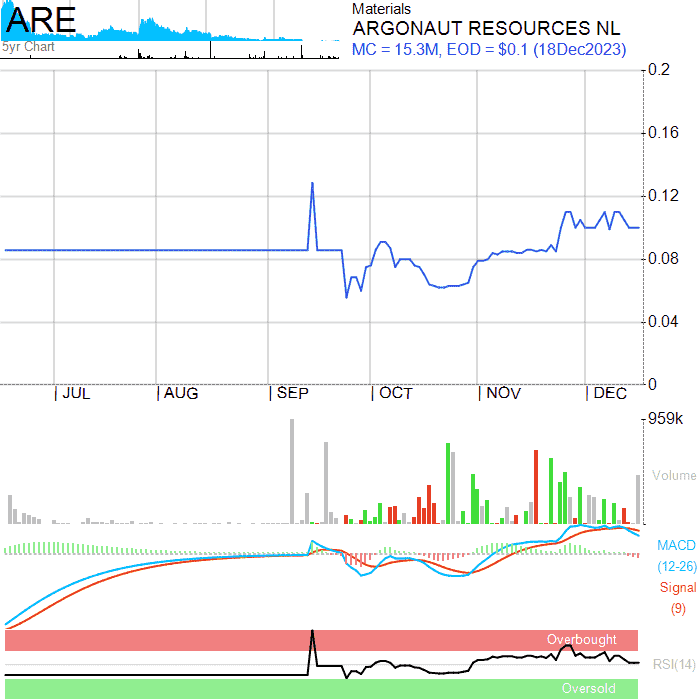 ARE
5yr Chart
Materials
ARGONAUT RESOURCES NL
MC = 15.3M, EOD = $0.1 (18Dec2023)
0.2
0.16
0.12
0.08
0.04
0
JUL AUG SEP OCT NOV DEC
959k
Volume
MACD
(12-26)
Signal
(9)
Overbought
RSI(14)
Oversold